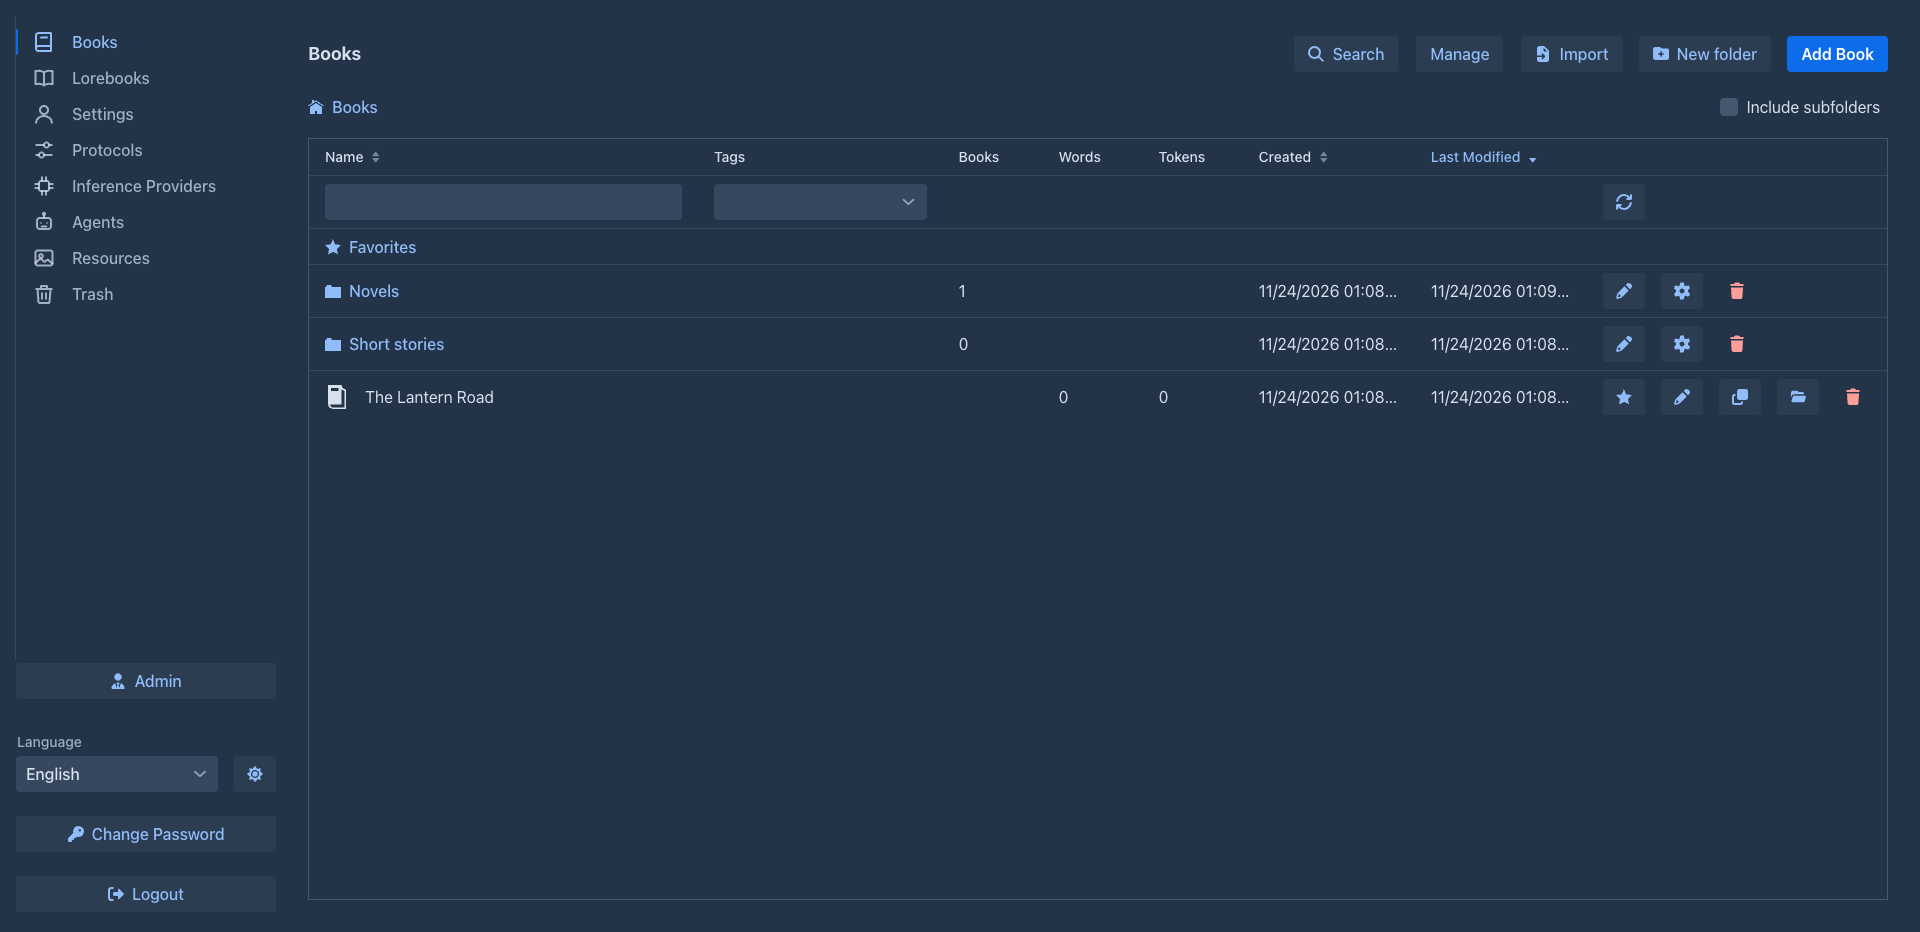 Books
Lorebooks
Settings
Protocols
Inference Providers
Agents
Resources
Trash
Admin
Language
English
Change Password
Logout
Books
Search
Manage
Import
New folder
Add Book
Books
Include subfolders
Name Tags Books Words Tokens Created Last Modified
Favorites
Novels 1 11/24/2026 01:08... 11/24/2026 01:09...
Short stories 0 11/24/2026 01:08... 11/24/2026 01:08...
The Lantern Road 0 0 11/24/2026 01:08... 11/24/2026 01:08...